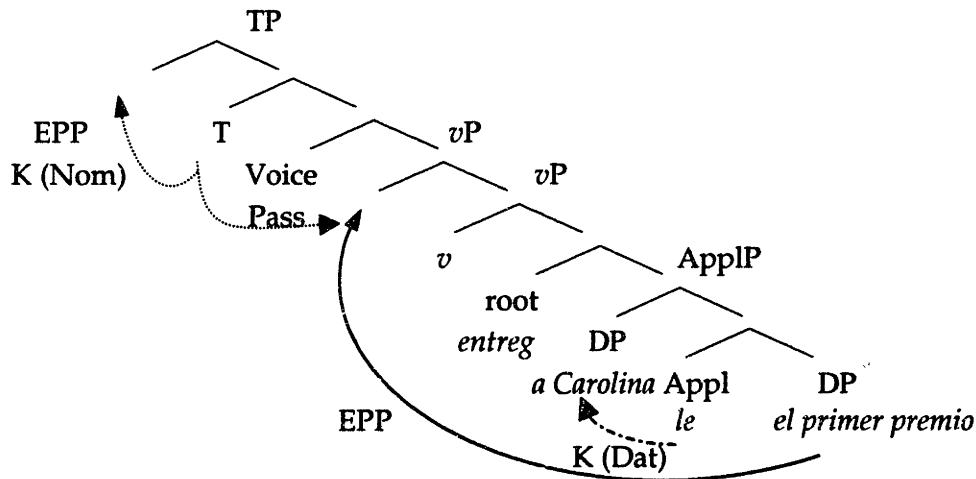 TP
EPP T vP
K (Nom) Voice vP
Pass
v ApplP
root
entreg DP
a Carolina Appl DP
EPP le el primer premio
K (Dat)